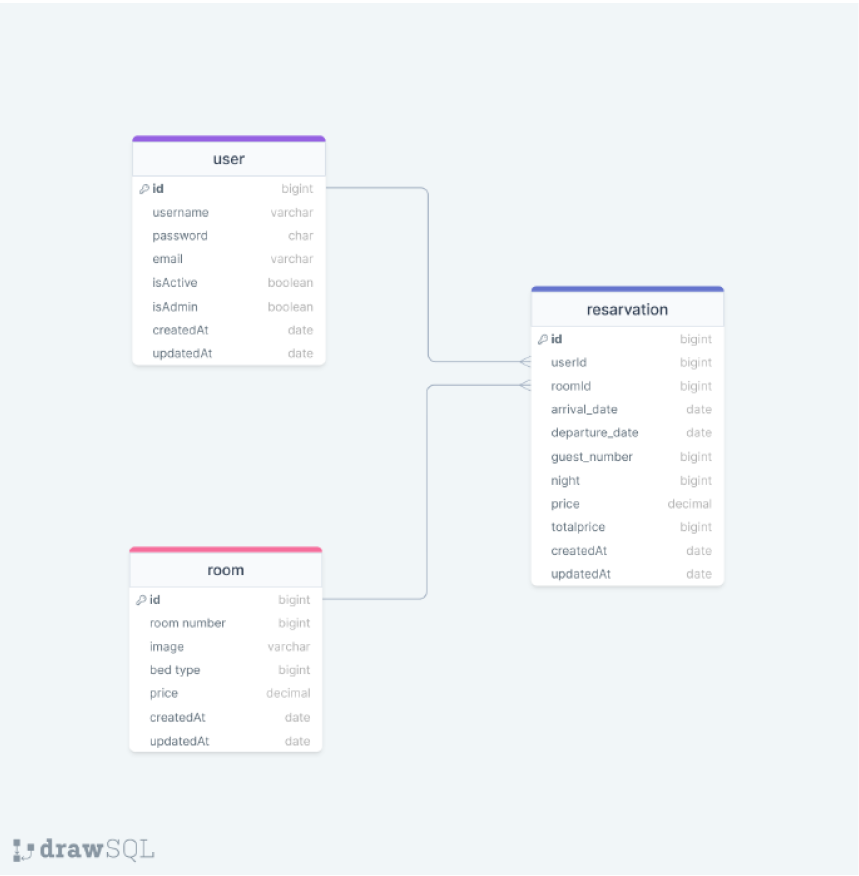 user
id bigint
username varchar
password char
email varchar
isActive boolean
isAdmin boolean
createdAt date
updatedAt date
resarvation
id bigint
userId bigint
roomId bigint
arrival_date date
departure_date date
guest_number bigint
night bigint
price decimal
totalprice bigint
createdAt date
updatedAt date
room
id bigint
room number bigint
image varchar
bed type bigint
price decimal
createdAt date
updatedAt date
drawSQL